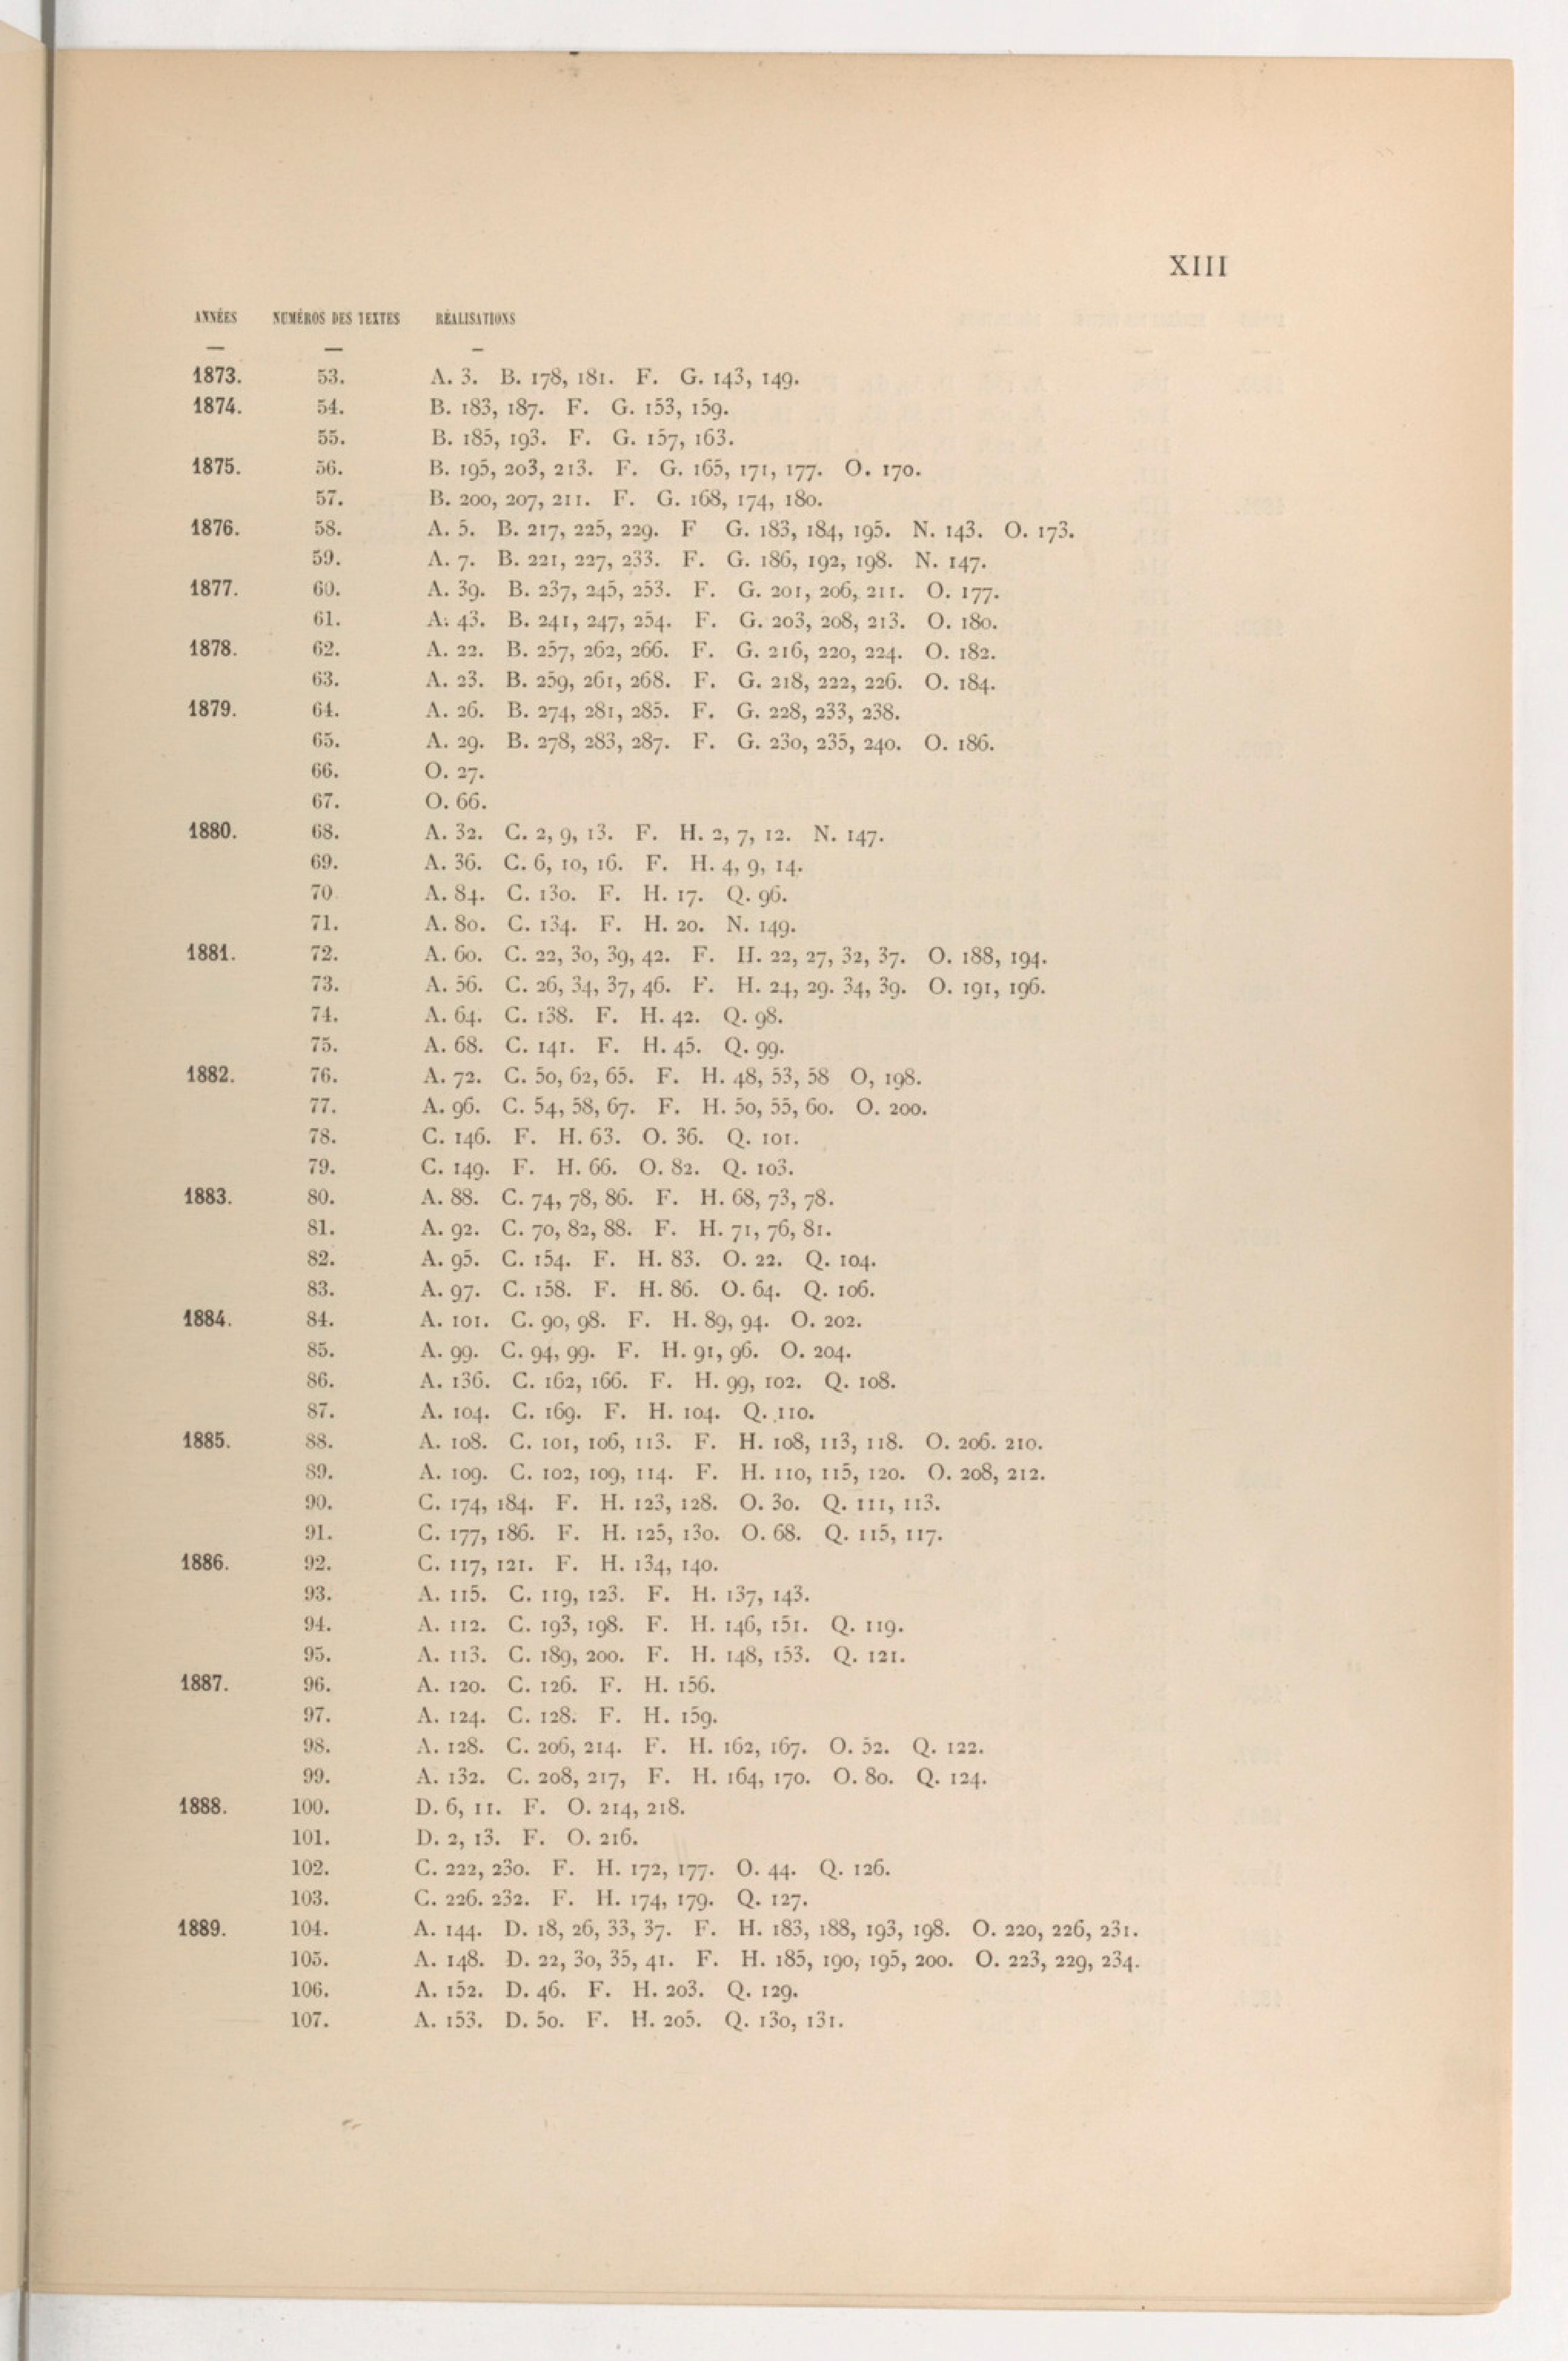 XIII
ANNÉES NUMÉROS DES TEXTES RÉALISATIONS
1873. 53. A. 3. B. 178, 181. F. G. 143, 149.
1874. 54. B. 183, 187. F. G. 153, 159.
55. B. 185, 193. F. G. 157, 163.
1875. 56. B. 195, 203, 213. F. G. 165, 171, 177. O. 170.
57. B. 200, 207, 211. F. G. 168, 174, 180.
1876. 58. A. 5. B. 217, 225, 229. F G. 183, 184, 195. N. 143. O. 173.
59. A. 7. B. 221, 227, 233. F. G. 186, 192, 198. N. 147.
1877. 60. A. 39. B. 237, 245, 253. F. G. 201, 206, 211. O. 177.
61. A. 43. B. 241, 247, 254. F. G. 203, 208, 213. O. 180.
1878. 62. A. 22. B. 257, 262, 266. F. G. 216, 220, 224. O. 182.
63. A. 23. B. 259, 261, 268. F. G. 218, 222, 226. O. 184.
1879. 64. A. 26. B. 274, 281, 285. F. G. 228, 233, 238.
65. A. 29. B. 278, 283, 287. F. G. 230, 235, 240. O. 186.
66. O. 27.
67. O. 66.
1880. 68. A. 32. C. 2, 9, 13. F. H. 2, 7, 12. N. 147.
69. A. 36. C. 6, 10, 16. F. H. 4, 9, 14.
70. A. 84. C. 130. F. H. 17. Q. 96.
71. A. 80. C. 134. F. H. 20. N. 149.
1881. 72. A. 60. C. 22, 30, 39, 42. F. H. 22, 27, 32, 37. O. 188, 194.
73. A. 56. C. 26, 34, 37, 46. F. H. 24, 29. 34, 39. O. 191, 196.
74. A. 64. C. 138. F. H. 42. Q. 98.
75. A. 68. C. 141. F. H. 45. Q. 99.
1882. 76. A. 72. C. 50, 62, 65. F. H. 48, 53, 58 O, 198.
77. A. 96. C. 54, 58, 67. F. H. 50, 55, 60. O. 200.
78. C. 146. F. H. 63. O. 36. Q. 101.
79. C. 149. F. H. 66. O. 82. Q. 103.
1883. 80. A. 88. C. 74, 78, 86. F. H. 68, 73, 78.
81. A. 92. C. 70, 82, 88. F. H. 71, 76, 81.
82. A. 95. C. 154. F. H. 83. O. 22. Q. 104.
83. A. 97. C. 158. F. H. 86. O. 64. Q. 106.
1884. 84. A. 101. C. 90, 98. F. H. 89, 94. O. 202.
85. A. 99. C. 94, 99. F. H. 91, 96. O. 204.
86. A. 136. C. 162, 166. F. H. 99, 102. Q. 108.
87. A. 104. C. 169. F. H. 104. Q. 110.
1885. 88. A. 108. C. 101, 106, 113. F. H. 108, 113, 118. O. 206. 210.
89. A. 109. C. 102, 109, 114. F. H. 110, 115, 120. O. 208, 212.
90. C. 174, 184. F. H. 123, 128. O. 30. Q. 111, 113.
91. C. 177, 186. F. H. 125, 130. O. 68. Q. 115, 117.
1886. 92. C. 117, 121. F. H. 134, 140.
93. A. 115. C. 119, 123. F. H. 137, 143.
94. A. 112. C. 193, 198. F. H. 146, 151. Q. 119.
95. A. 113. C. 189, 200. F. H. 148, 153. Q. 121.
1887. 96. A. 120. C. 126. F. H. 156.
97. A. 124. C. 128. F. H. 159.
98. A. 128. C. 206, 214. F. H. 162, 167. O. 52. Q. 122.
99. A. 132. C. 208, 217, F. H. 164, 170. O. 80. Q. 124.
1888. 100. D. 6, 11. F. O. 214, 218.
101. D. 2, 13. F. O. 216.
102. C. 222, 230. F. H. 172, 177. O. 44. Q. 126.
103. C. 226. 232. F. H. 174, 179. Q. 127.
1889. 104. A. 144. D. 18, 26, 33, 37. F. H. 183, 188, 193, 198. O. 220, 226, 231.
105. A. 148. D. 22, 30, 35, 41. F. H. 185, 190, 195, 200. O. 223, 229, 234.
106. A. 152. D. 46. F. H. 203. Q. 129.
107. A. 153. D. 50. F. H. 205. Q. 130, 131.